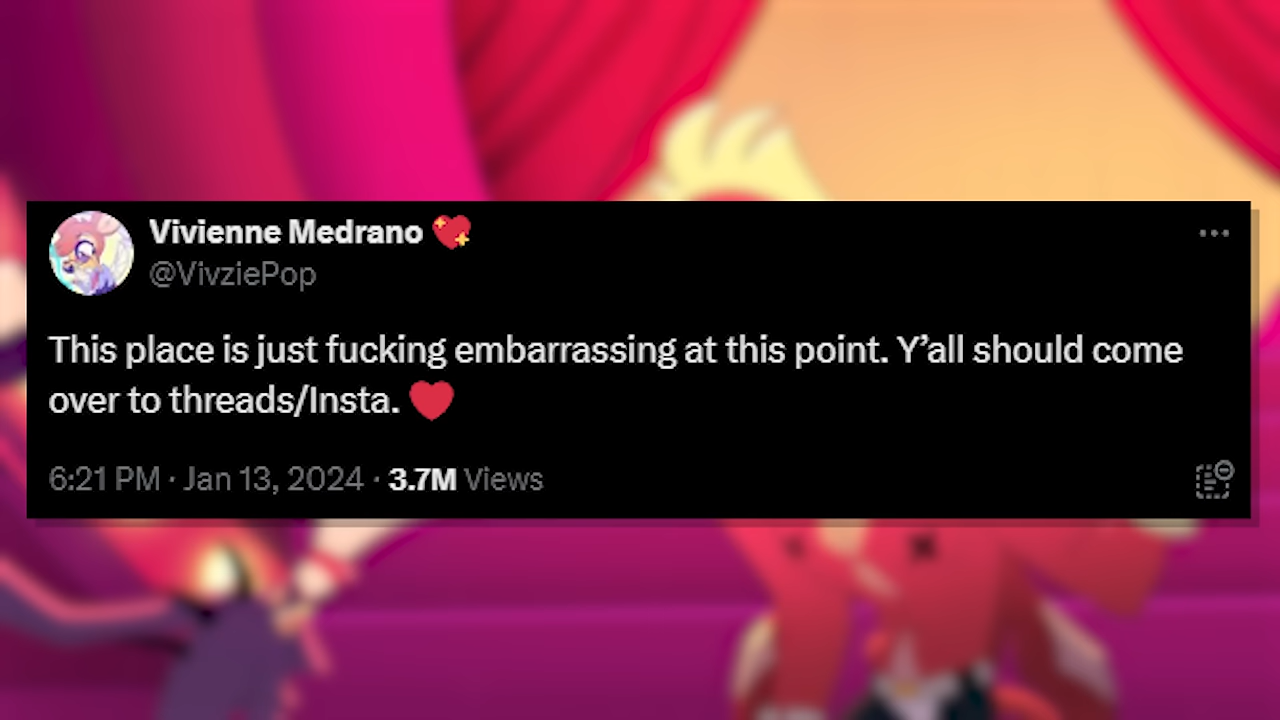 Vivienne Medrano 💖
@VivziePop
This place is just fucking embarrassing at this point. Y’all should come
over to threads/Insta. ❤️
6:21 PM · Jan 13, 2024 · 3.7M Views